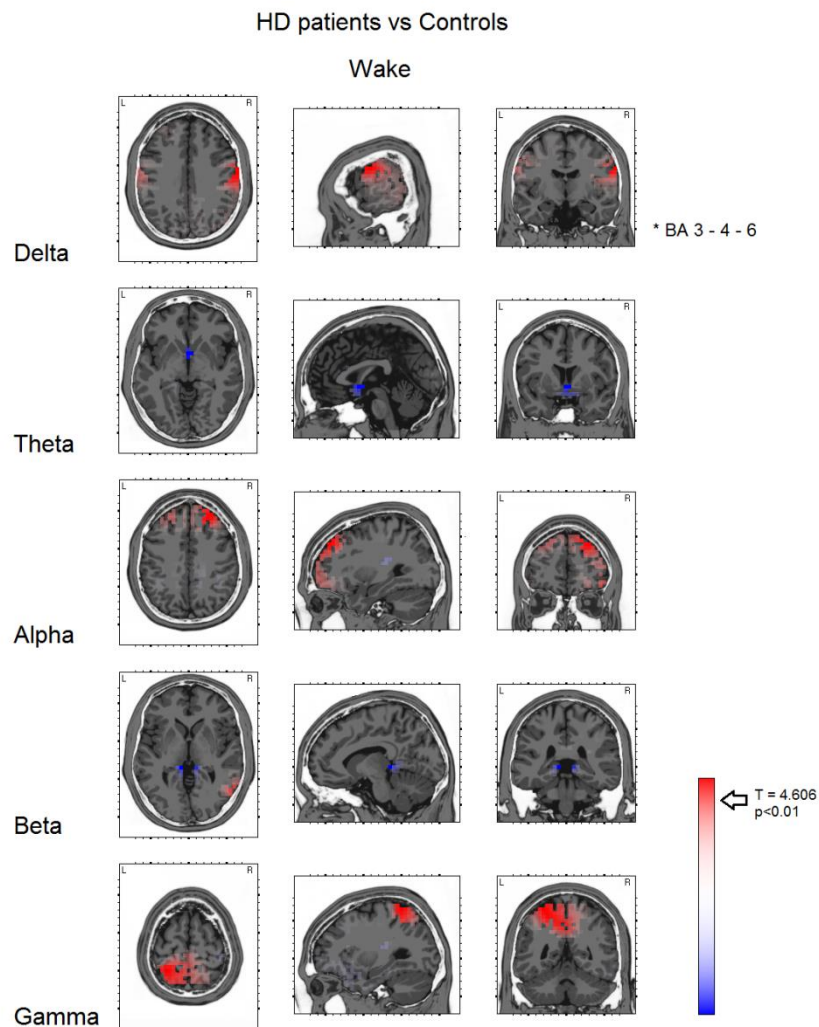 HD patients vs Controls
Wake
L R
L R
Delta
* BA 3 - 4 - 6
L R
L R
Theta
L R
L R
Alpha
L R
L R
Beta
T = 4.606
p<0.01
L R
L R
Gamma